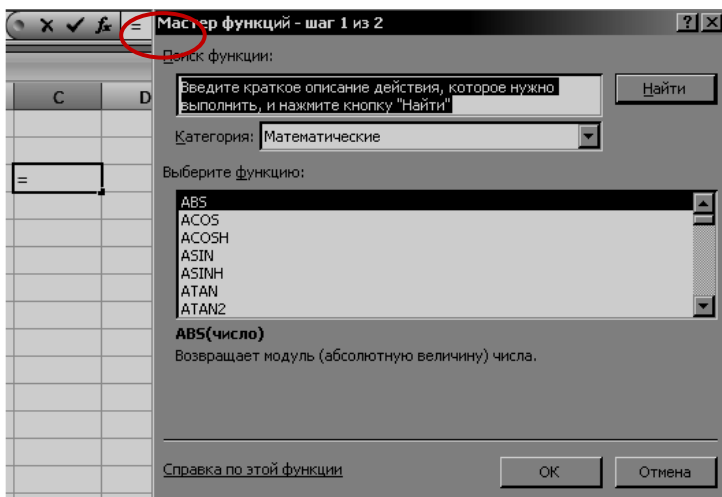 fx = Мастер функций - шаг 1 из 2
Поиск функции:
Введите краткое описание действия, которое нужно
выполнить, и нажмите кнопку "Найти"
Найти
C D
Категория: Математические
Выберите функцию:
=
ABS
ACOS
ACOSH
ASIN
ASINH
ATAN
ATAN2
ABS(число)
Возвращает модуль (абсолютную величину) числа.
Справка по этой функции
OK
Отмена